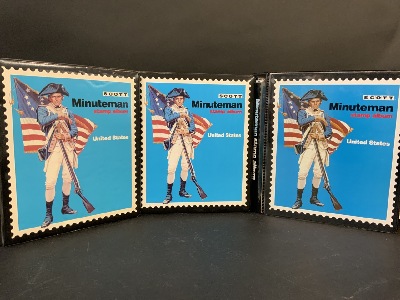 SCOTT
Minuteman
stamp album
United States
SCOTT
Minuteman
stamp album
United States
Minuteman stamp album
SCOTT
Minuteman
stamp album
United States